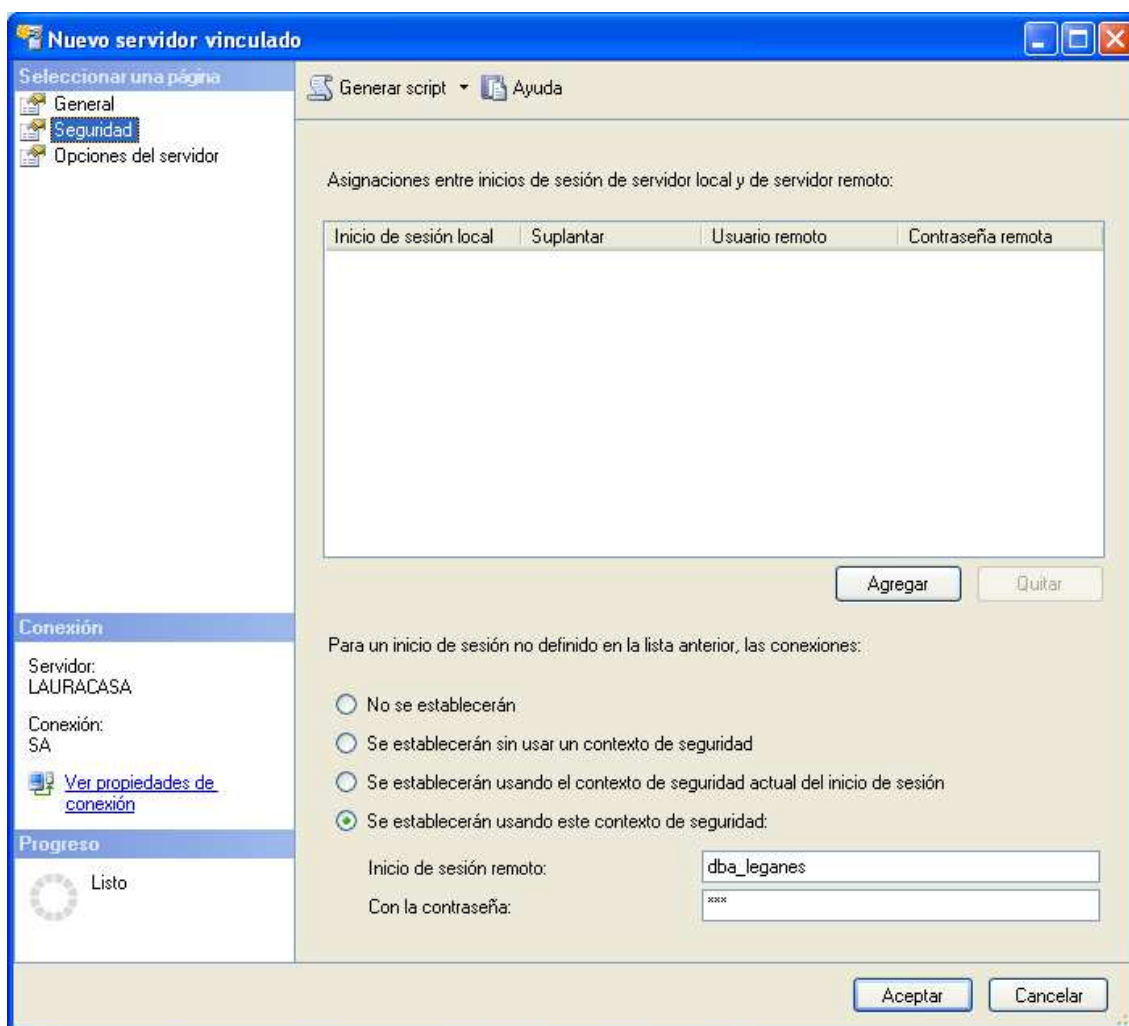 Nuevo servidor vinculado
Seleccionar una página
General
Seguridad
Opciones del servidor
Generar script
Ayuda
Asignaciones entre inicios de sesión de servidor local y de servidor remoto:
Inicio de sesión local Suplantar Usuario remoto Contraseña remota
Agregar Quitar
Conexión
Servidor:
LAURACASA
Conexión:
SA
Ver propiedades de
conexión
Progreso
Listo
Para un inicio de sesión no definido en la lista anterior, las conexiones:
No se establecerán
Se establecerán sin usar un contexto de seguridad
Se establecerán usando el contexto de seguridad actual del inicio de sesión
Se establecerán usando este contexto de seguridad:
Inicio de sesión remoto: dba_leganes
Con la contraseña: ×××
Aceptar Cancelar